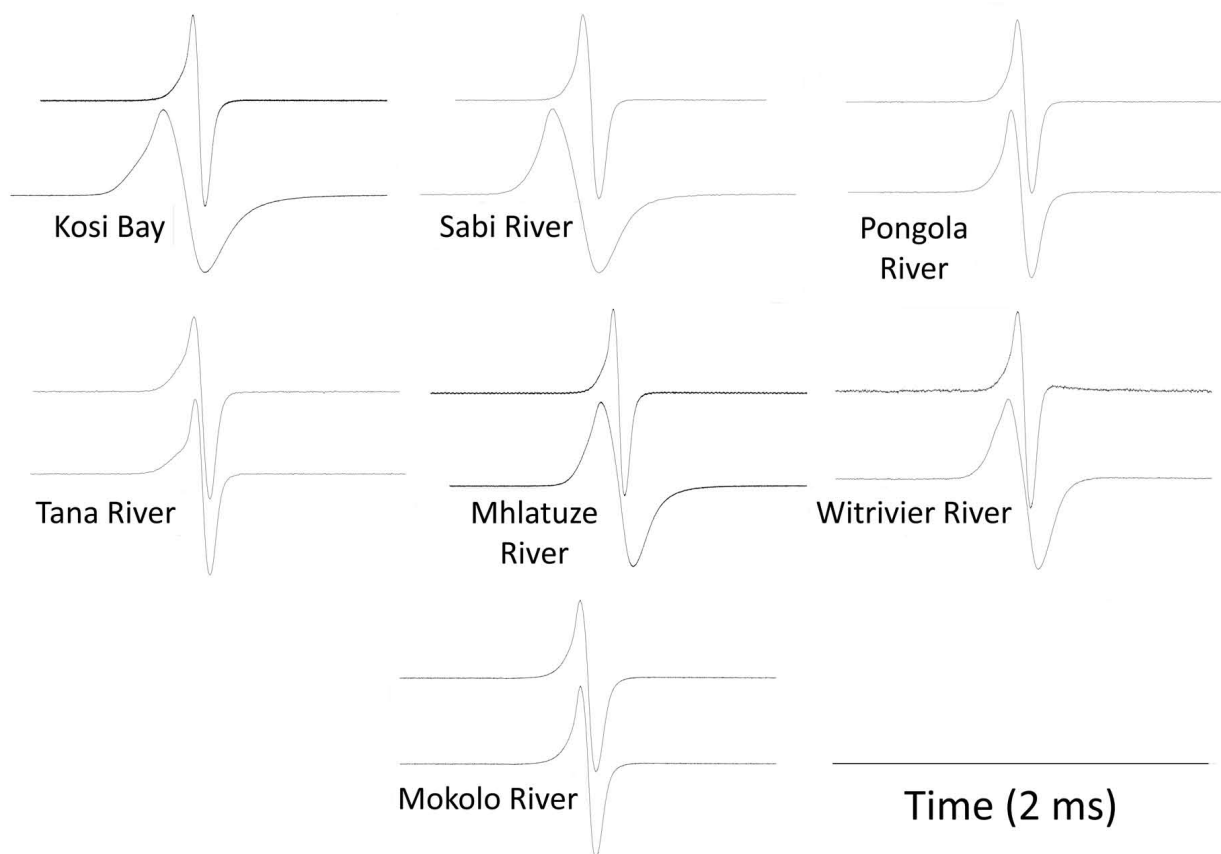 Kosi Bay
Sabi River
Pongola
River
Tana River
Mhlatuze
River
Witrivier River
Mokolo River
Time (2 ms)